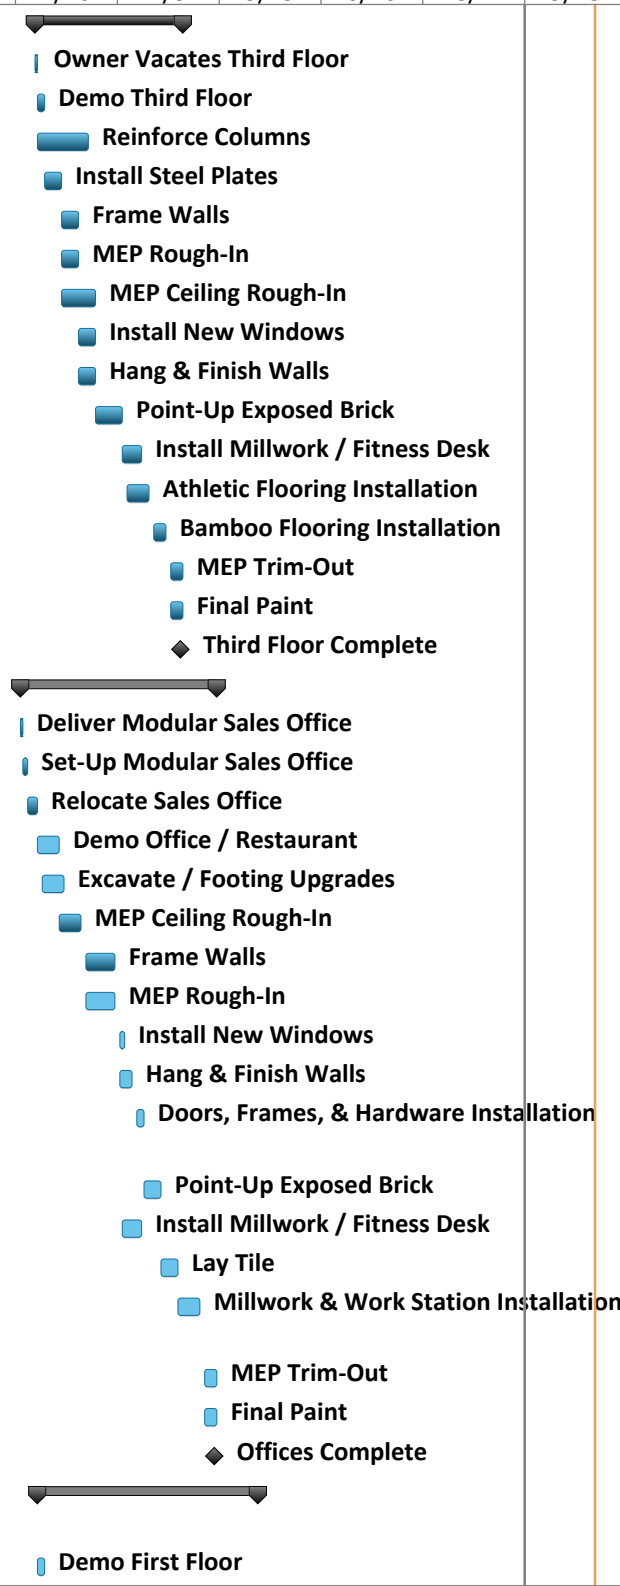 Owner Vacates Third Floor
Demo Third Floor
Reinforce Columns
Install Steel Plates
Frame Walls
MEP Rough-In
MEP Ceiling Rough-In
Install New Windows
Hang & Finish Walls
Point-Up Exposed Brick
Install Millwork / Fitness Desk
Athletic Flooring Installation
Bamboo Flooring Installation
MEP Trim-Out
Final Paint
Third Floor Complete
Deliver Modular Sales Office
Set-Up Modular Sales Office
Relocate Sales Office
Demo Office / Restaurant
Excavate / Footing Upgrades
MEP Ceiling Rough-In
Frame Walls
MEP Rough-In
Install New Windows
Hang & Finish Walls
Doors, Frames, & Hardware Installation
Point-Up Exposed Brick
Install Millwork / Fitness Desk
Lay Tile
Millwork & Work Station Installation
MEP Trim-Out
Final Paint
Offices Complete
Demo First Floor